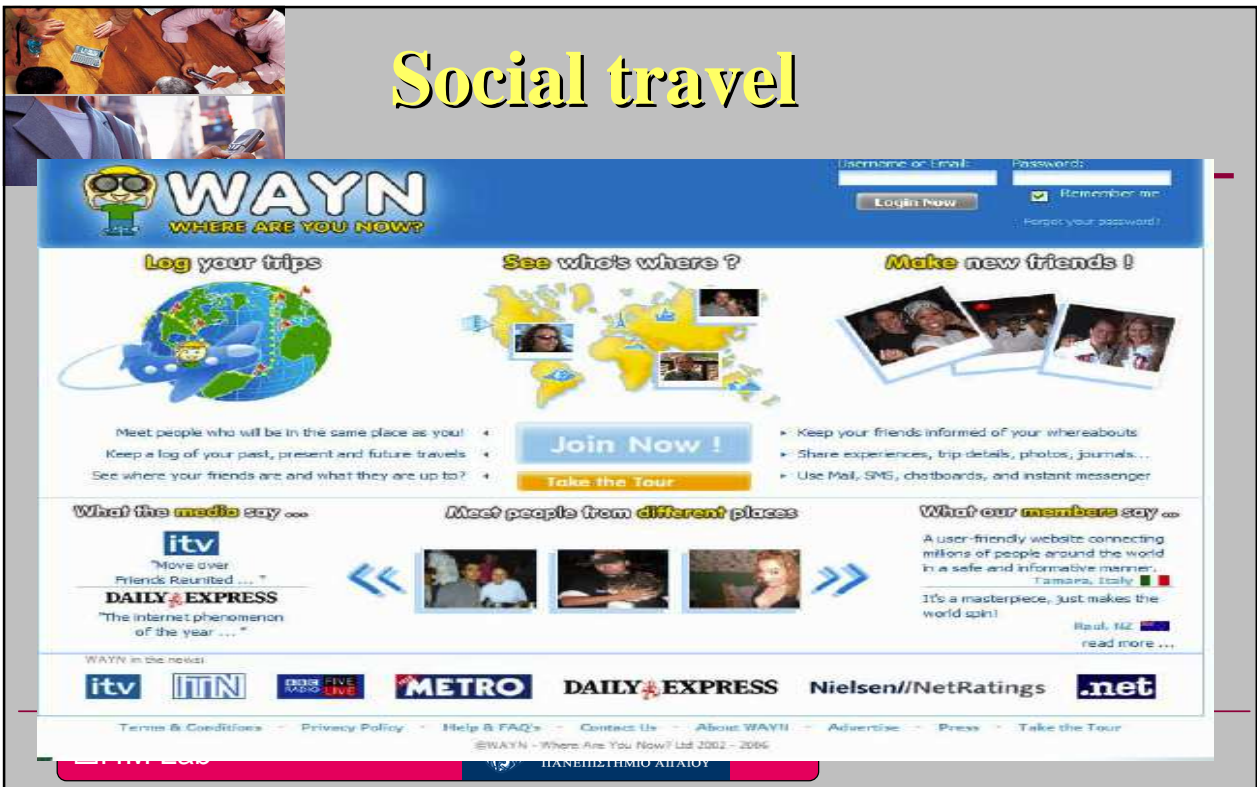 Social travel
Username or Email:
Password:
WAYN
WHERE ARE YOU NOW?
Login Now
Remember me
Forgot your password?
Log your trips
See who's where ?
Make new friends !
Meet people who will be in the same place as you!
Keep a log of your past, present and future travels
See where your friends are and what they are up to?
Join Now !
Take the Tour
Keep your friends informed of your whereabouts
Share experiences, trip details, photos, journals...
Use Mail, SMS, chatboards, and instant messenger
What the media say ...
itv
"Move over
Friends Reunited ... "
DAILY EXPRESS
"The internet phenomenon
of the year ... "
Meet people from different places
What our members say ...
A user-friendly website connecting
millions of people around the world
in a safe and informative manner.
Tamara, Italy
It's a masterpiece, just makes the
world spin!
Raul, NZ
read more ...
WAYN in the news:
itv ITN BBC RADIO FIVE LIVE METRO DAILY EXPRESS Nielsen//NetRatings .net
Terms & Conditions - Privacy Policy - Help & FAQ's - Contact Us - About WAYN - Advertise - Press - Take the Tour
©WAYN - Where Are You Now? Ltd 2002 - 2006
Lab
ΠΑΝΕΠΙΣΤΗΜΙΟ ΑΙΓΑΙΟΥ